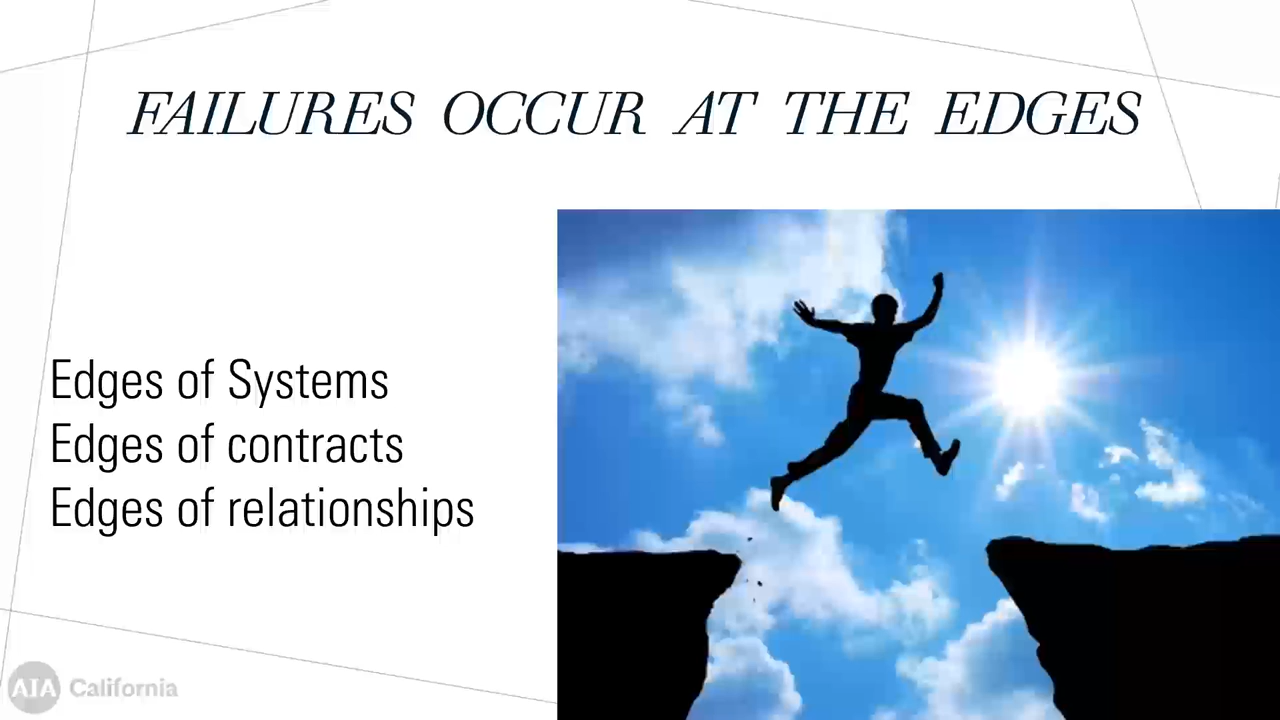 FAILURES OCCUR AT THE EDGES
Edges of Systems
Edges of contracts
Edges of relationships
AIA California